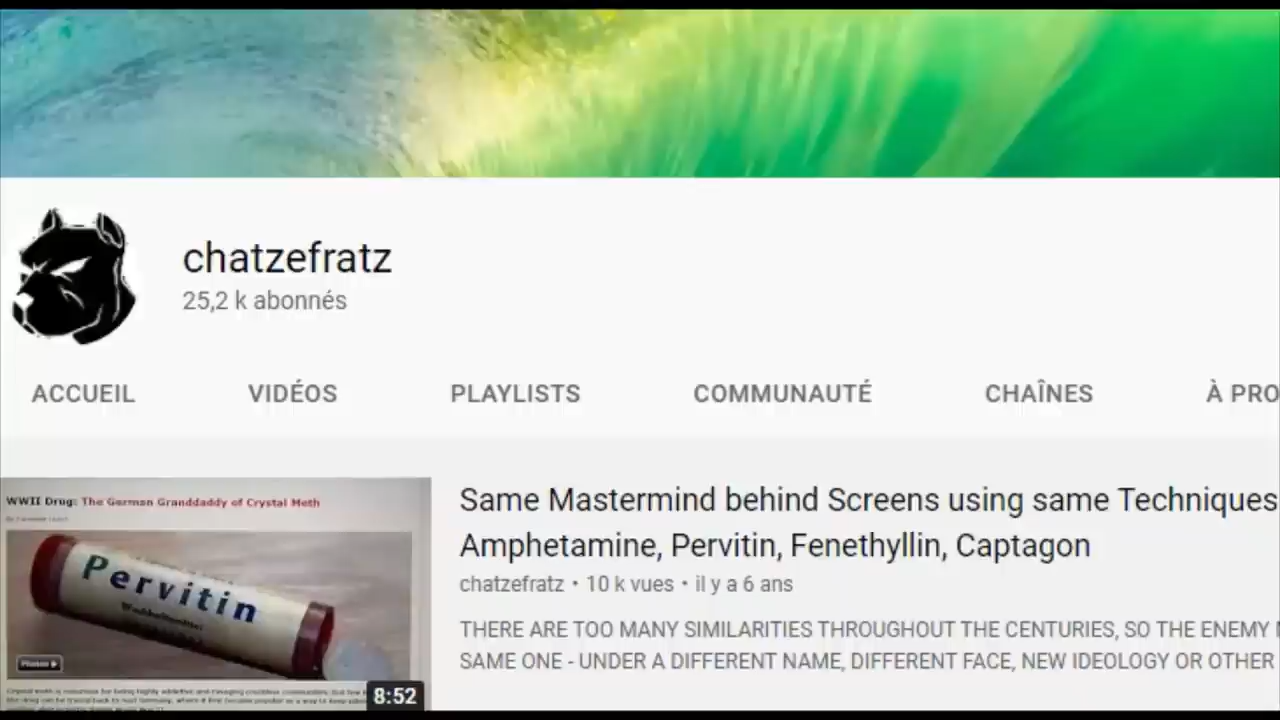 chatzefratz
25,2 k abonnés
ACCUEIL VIDÉOS PLAYLISTS COMMUNAUTÉ CHAÎNES À PRO
WWII Drug: The German Granddaddy of Crystal Meth
Pervitin
Photos
8:52
Same Mastermind behind Screens using same Techniques
Amphetamine, Pervitin, Fenethyllin, Captagon
chatzefratz • 10 k vues • il y a 6 ans
THERE ARE TOO MANY SIMILARITIES THROUGHOUT THE CENTURIES, SO THE ENEMY
SAME ONE - UNDER A DIFFERENT NAME, DIFFERENT FACE, NEW IDEOLOGY OR OTHER